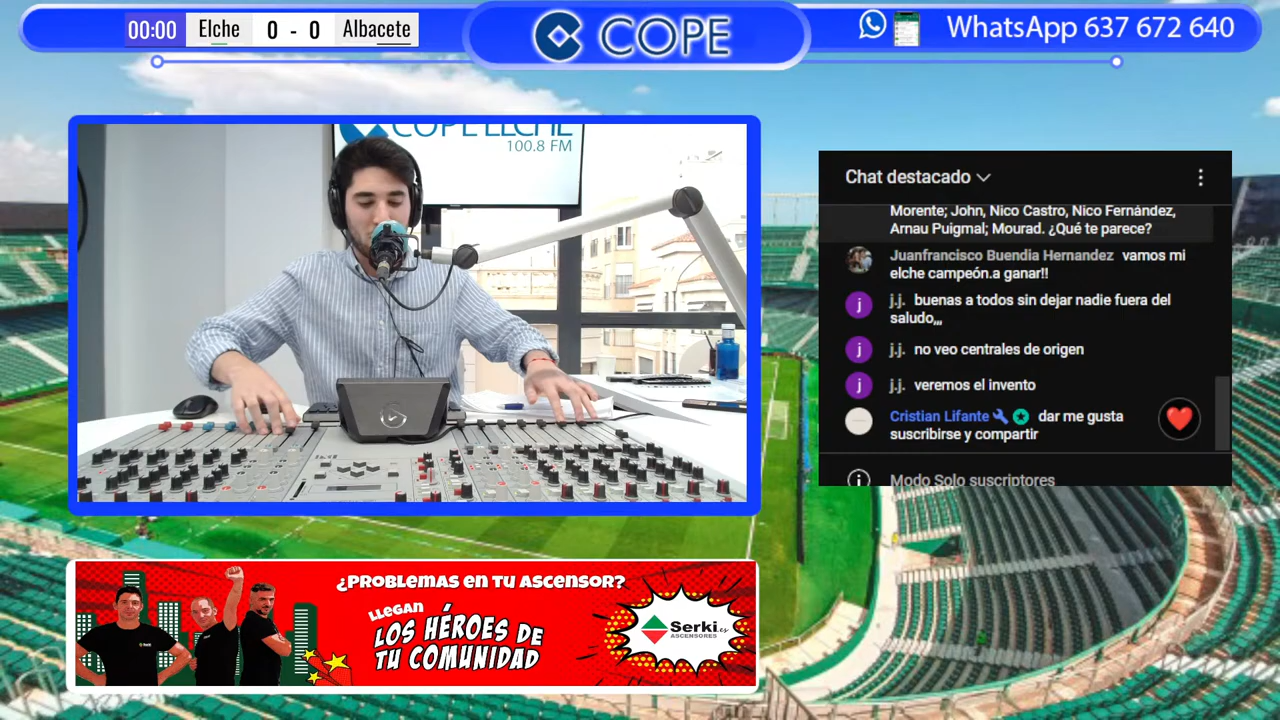 00:00 Elche 0 - 0 Albacete
COPE
WhatsApp 637 672 640
COPE ELCHE
100.8 FM
Chat destacado
Morente; John, Nico Castro, Nico Fernández,
Arnau Puigmal; Mourad. ¿Qué te parece?
Juanfrancisco Buendia Hernandez vamos mi
elche campeón.a ganar!!
j
j.j. buenas a todos sin dejar nadie fuera del
saludo,,,
j
j.j. no veo centrales de origen
j
j.j. veremos el invento
Cristian Lifante dar me gusta
suscribirse y compartir
Modo Solo suscriptores
¿PROBLEMAS EN TU ASCENSOR?
LLEGAN
LOS HÉROES DE
TU COMUNIDAD
Serki.es
ASCENSORES